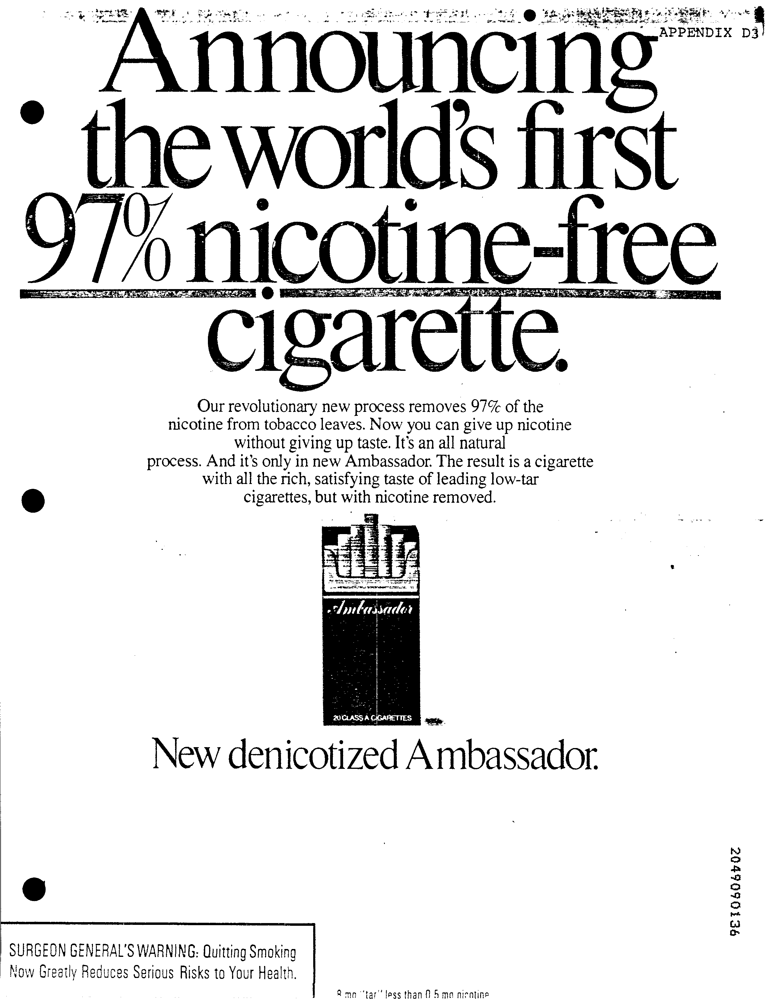 APPENDIX D3
Announcing
the world's first
97% nicotine-free
cigarette.
Our revolutionary new process removes 97% of the
nicotine from tobacco leaves. Now you can give up nicotine
without giving up taste. It's an all natural
process. And it's only in new Ambassador. The result is a cigarette
with all the rich, satisfying taste of leading low-tar
cigarettes, but with nicotine removed.
Ambassador
20 CLASS A CIGARETTES
New denicotized Ambassador.
2049090136
SURGEON GENERAL'S WARNING: Quitting Smoking
Now Greatly Reduces Serious Risks to Your Health.
mg "tar" less than 0.5 mg nicotine